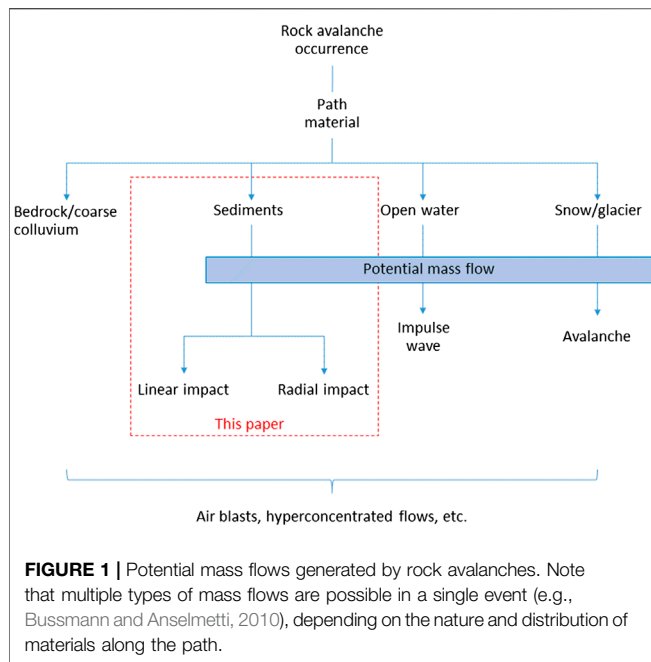 Rock avalanche
occurrence
Path
material
Bedrock/coarse
colluvium
Sediments
Open water
Snow/glacier
Potential mass flow
Impulse
wave
Avalanche
Linear impact
Radial impact
This paper
Air blasts, hyperconcentrated flows, etc.
FIGURE 1 | Potential mass flows generated by rock avalanches. Note
that multiple types of mass flows are possible in a single event (e.g.,
Bussmann and Anselmetti, 2010), depending on the nature and distribution of
materials along the path.